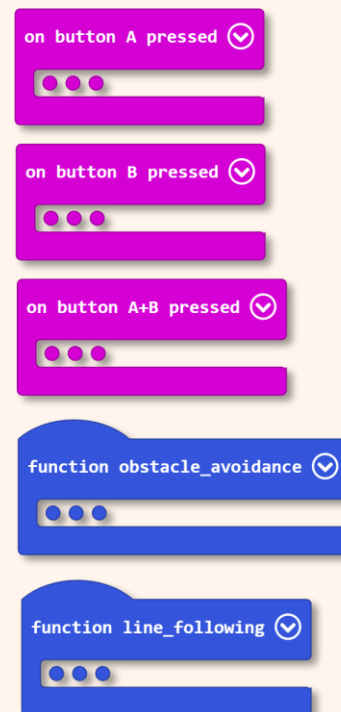 on button A pressed
on button B pressed
on button A+B pressed
function obstacle_avoidance
function line_following